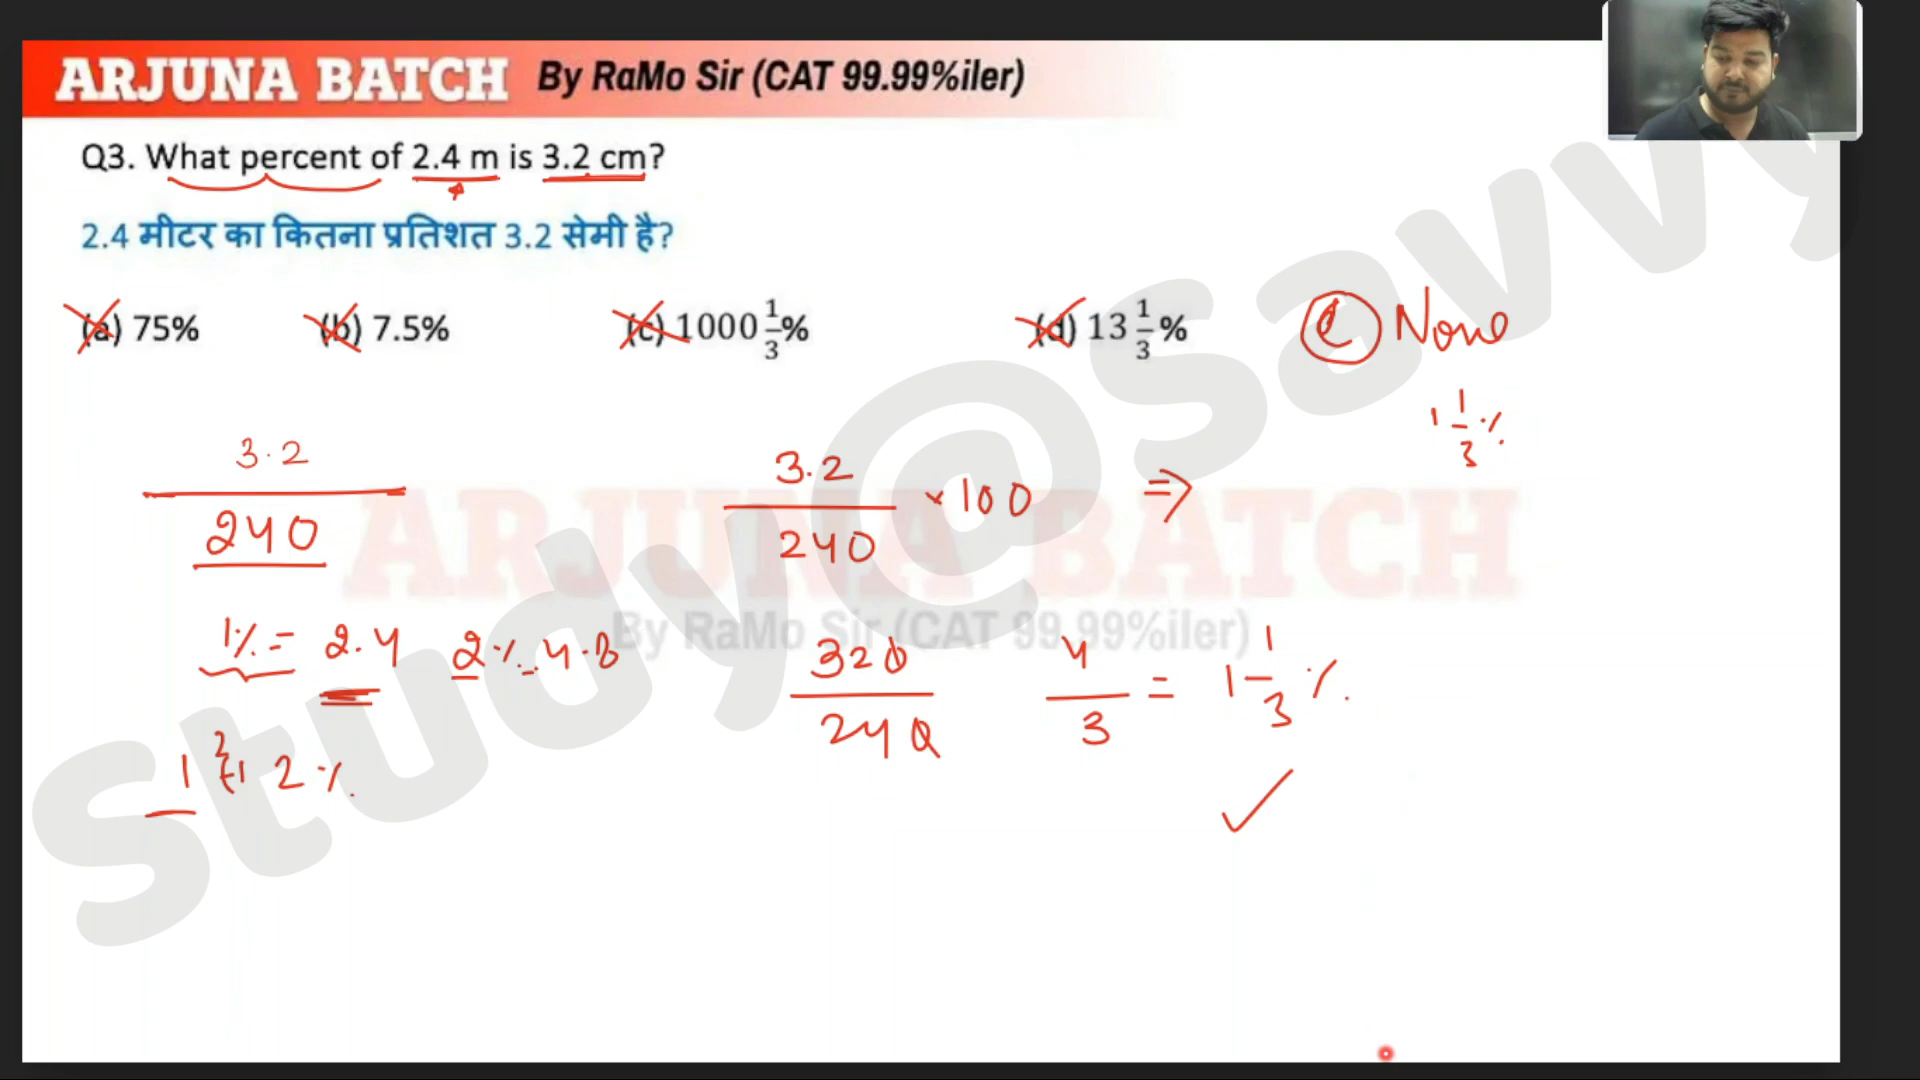 ARJUNA BATCH By RaMo Sir (CAT 99.99%iler)
Q3. What percent of 2.4 m is 3.2 cm?
2.4 मीटर का कितना प्रतिशत 3.2 सेमी है?
(a) 75% (b) 7.5% (c) 1000 1/3% (d) 13 1/3% (e) None
1 1/3 %
3.2/240
3.2/240 × 100 ⇒
ARJUNA BATCH
By RaMo Sir (CAT 99.99%iler)
1% = 2.4 2% = 4.8
320/240 4/3 = 1 1/3 %
1 2%
Study@Savvy